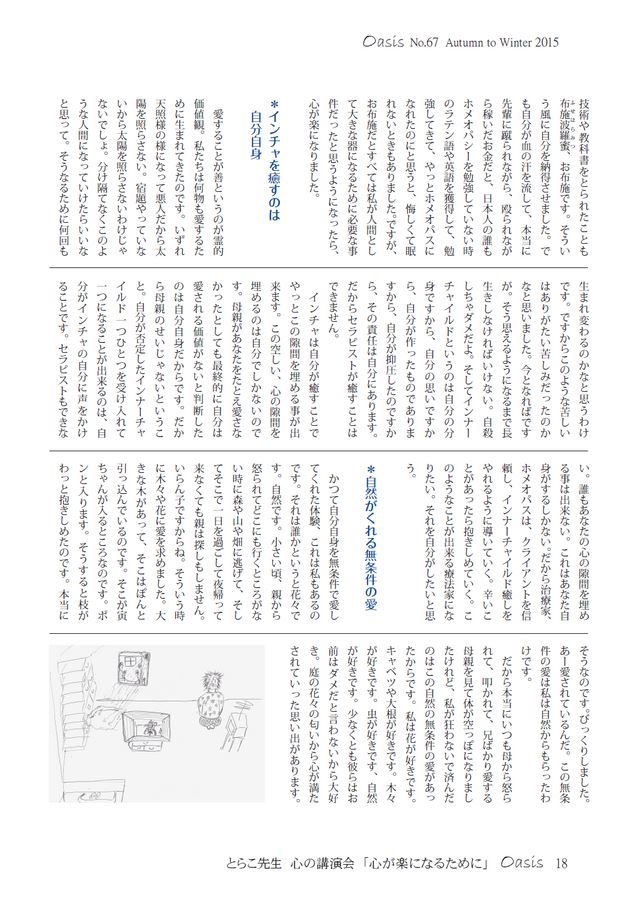 Oasis No.67 Autumn to Winter 2015
技術や教科書をとられたことも
布施波羅蜜、お布施です。そうい
う風に自分を納得させました。で
も自分が血の汗を流して、本当に
先輩に蹴られながら、殴られなが
ら稼いだお金だと、日本人の誰も
ホメオパシーを勉強していない時
のラテン語や英語を獲得して、勉
強してきて、やっとホメオパスに
なれたのにと思うと、悔しくて眠
れないときもありました。ですが、
お布施だとすべては私が人間とし
て大きな器になるために必要な事
件だったと思うようになったら、
心が楽になりました。
*インチャを癒すのは
自分自身
愛することが善というのが霊的
価値観。私たちは何物も愛するた
めに生まれてきたのです。いずれ
天照様の様になって悪人だから太
陽を照らさない。宿題やっていな
いから太陽を照らさないわけじゃ
ないでしょ。分け隔てなくこのよ
うな人間になっていけたらいいな
と思って。そうなるために何回も
生まれ変わるのかなと思うわけ
です。ですからこのような苦しい
はありがたい苦しみだったのか
なと思いました。今となればです
が。そう思えるようになるまで長
生きしなければいけない。自殺
しちゃダメだよ。そしてインナー
チャイルドというのは自分の分
身ですから、自分の思いですか
ら、自分が作ったものでありま
すから、自分が抑圧したのですか
ら、その責任は自分にあります。
だからセラピストが癒すことは
できません。
インチャは自分が癒すことで
やっとこの隙間を埋める事が出
来ます。この空しい、心の隙間を
埋めるのは自分でしかないので
す。母親があなたをたとえ愛さな
かったとしても最終的に自分は
愛される価値がないと判断した
のは自分自身だからです。だか
ら母親のせいじゃないというこ
と。自分が否定したインナーチャ
イルド一つひとつを受け入れて
一つになることが出来るのは、自
分がインチャの自分に声をかけ
ることです。セラピストもできな
い。誰もあなたの心の隙間を埋め
る事は出来ない。これはあなた自
身がするしかない。だから治療家、
ホメオパスは、クライアントを信
頼し、インナーチャイルド癒しを
やれるように導いていく。辛いこ
とがあったら抱きしめていく。こ
のようなことが出来る療法家にな
りたい。それを自分がしたいと思
う。
*自然がくれる無条件の愛
かつて自分自身を無条件で愛し
てくれた体験、これは私もあるの
です。それは誰かというと花々で
す。自然です。小さい頃、親から
怒られてどこにも行くところがな
い時に森や山や畑に逃げて、そし
てそこで一日を過ごして夜帰って
来なくても親は探しもしません。
いらん子ですからね。そういう時
に木々や花に愛を求めました。大
きな木があって、そこはぽんと
引っ込んでいるのです。そこが寅
ちゃんが入るところなのです。ポ
ンと入ります。そうすると枝が
わっと抱きしめたのです。本当に
そうなのです。びっくりしました。
あー愛されているんだ。この無条
件の愛は私は自然からもらったわ
けです。
だから本当にいつも母から怒ら
れて、叩かれて、兄ばかり愛する
母親を見て体が空っぽになりまし
たけれど、私が狂わないで済んだ
のはこの自然の無条件の愛があっ
たからです。私は花が好きです。
キャベツや大根が好きです。木々
が好きです。虫が好きです、自然
が好きです。少なくとも彼らはお
前はダメだと言わないから大好
き。庭の花々の匂いから心が満た
されていった思い出があります。
とらこ先生 心の講演会 「心が楽になるために」 Oasis 18